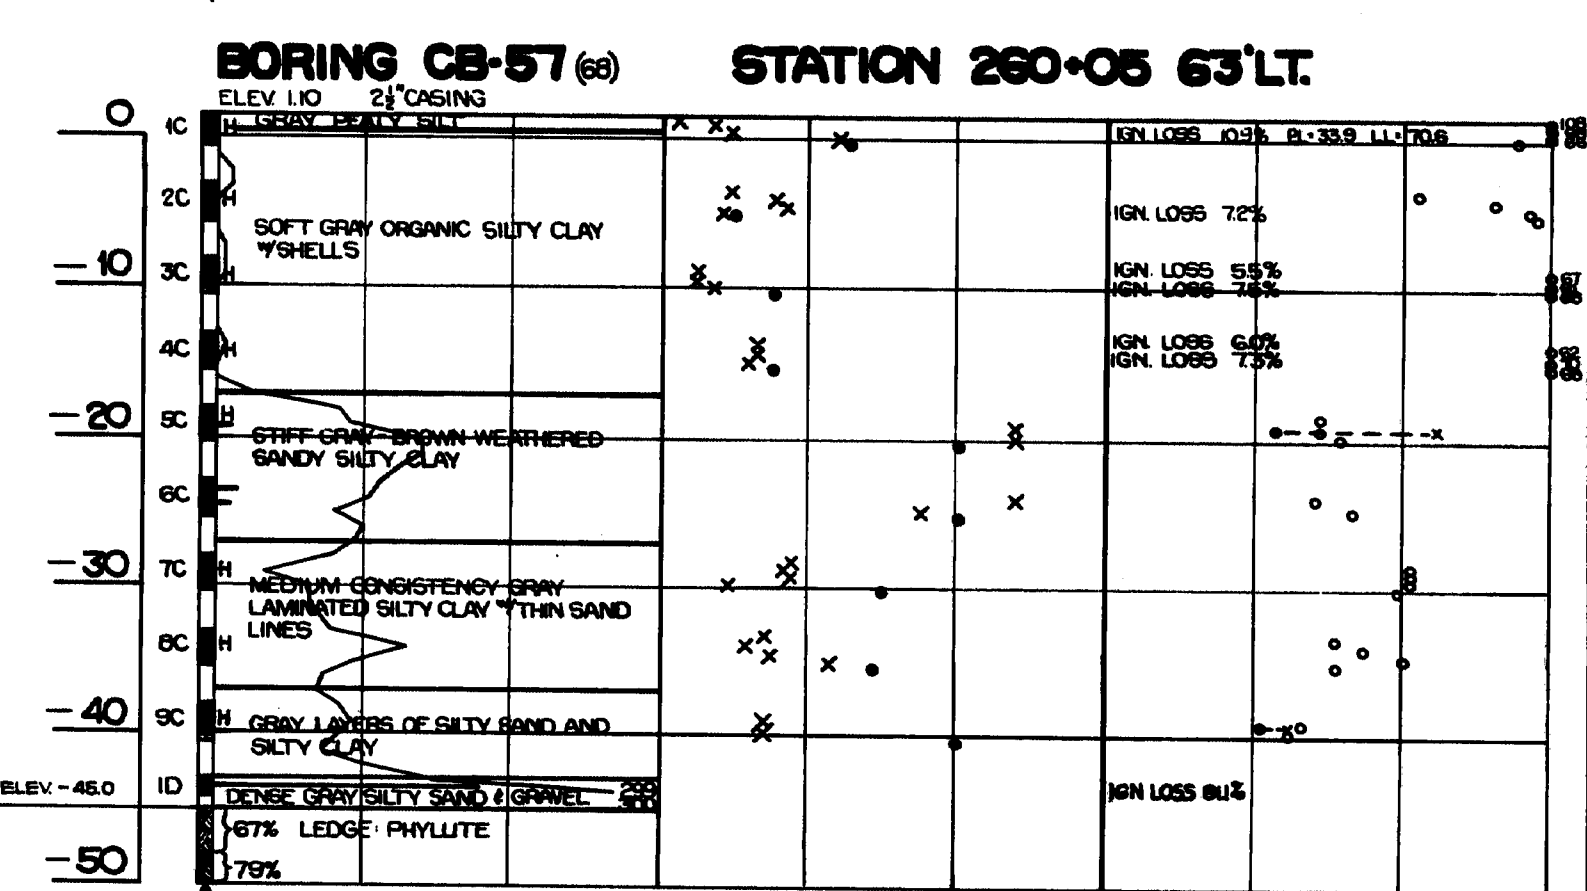 BORING CB-57 (68) STATION 260+05 63' LT.
ELEV. 1.10 2½" CASING
0
1C H GRAY PEATY SILT IGN. LOSS 10.9% PL=33.9 LL=70.6
2C H
SOFT GRAY ORGANIC SILTY CLAY IGN. LOSS 7.2%
W/SHELLS
-10
3C H IGN. LOSS 5.5%
IGN. LOSS 7.6%
4C H IGN. LOSS 6.0%
IGN. LOSS 7.3%
-20
5C H
STIFF GRAY-BROWN WEATHERED
SANDY SILTY CLAY
6C
-30
7C H
MEDIUM CONSISTENCY GRAY
LAMINATED SILTY CLAY W/THIN SAND
LINES
8C H
-40
9C H GRAY LAYERS OF SILTY SAND AND
SILTY CLAY
ELEV. -45.0 1D 299 IGN LOSS
DENSE GRAY SILTY SAND & GRAVEL 300
67% LEDGE: PHYLLITE
-50
79%